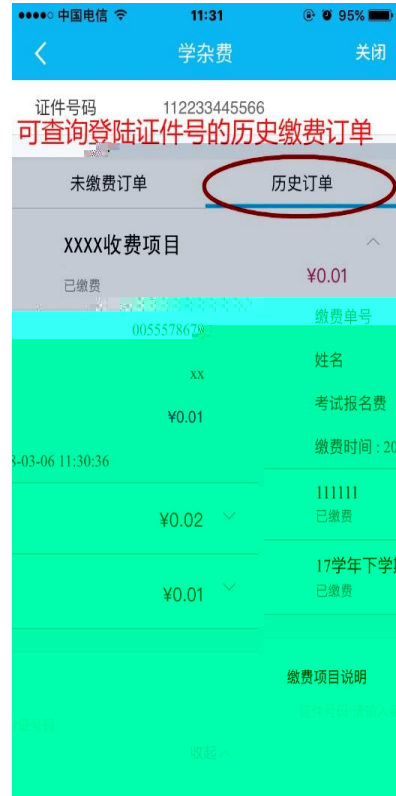 中国电信 11:31 95%
学杂费 关闭
证件号码 112233445566
可查询登陆证件号的历史缴费订单
未缴费订单 历史订单
XXXX收费项目
已缴费 ¥0.01
缴费单号
0055578679
姓名
xx
考试报名费
¥0.01
缴费时间 : 20
-03-06 11:30:36
111111
已缴费
¥0.02
17学年下学
已缴费
¥0.01
缴费项目说明
收起